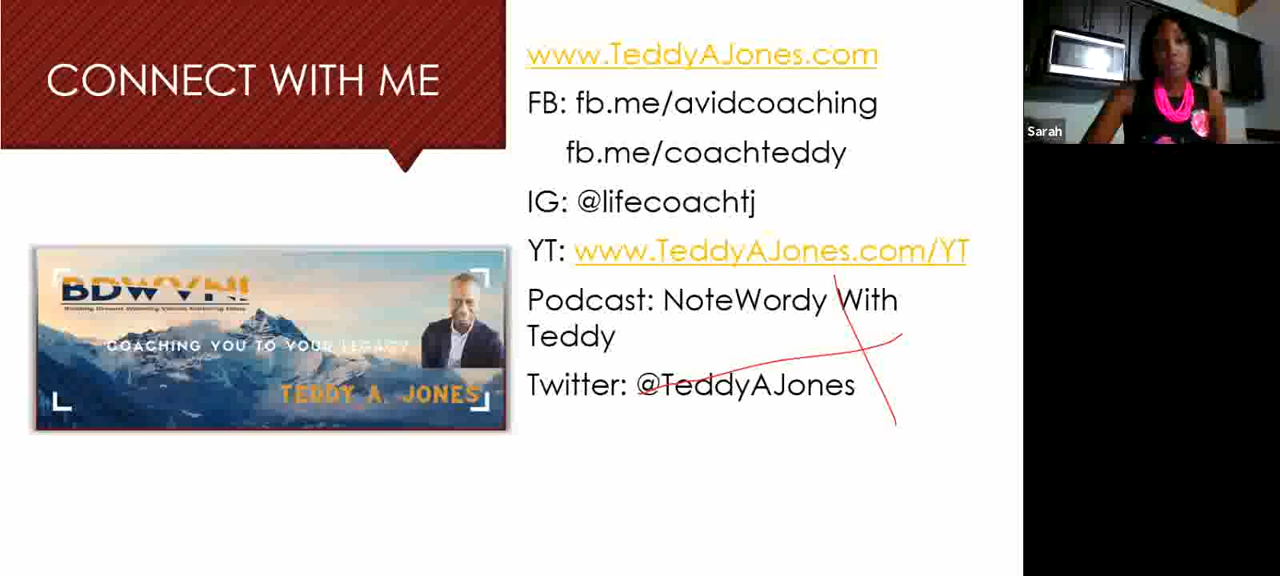 CONNECT WITH ME
www.TeddyAJones.com
FB: fb.me/avidcoaching
fb.me/coachteddy
IG: @lifecoachtj
YT: www.TeddyAJones.com/YT
Podcast: NoteWordy With
Teddy
Twitter: @TeddyAJones
COACHING YOU TO YOUR LEGACY
TEDDY A. JONES
Sarah